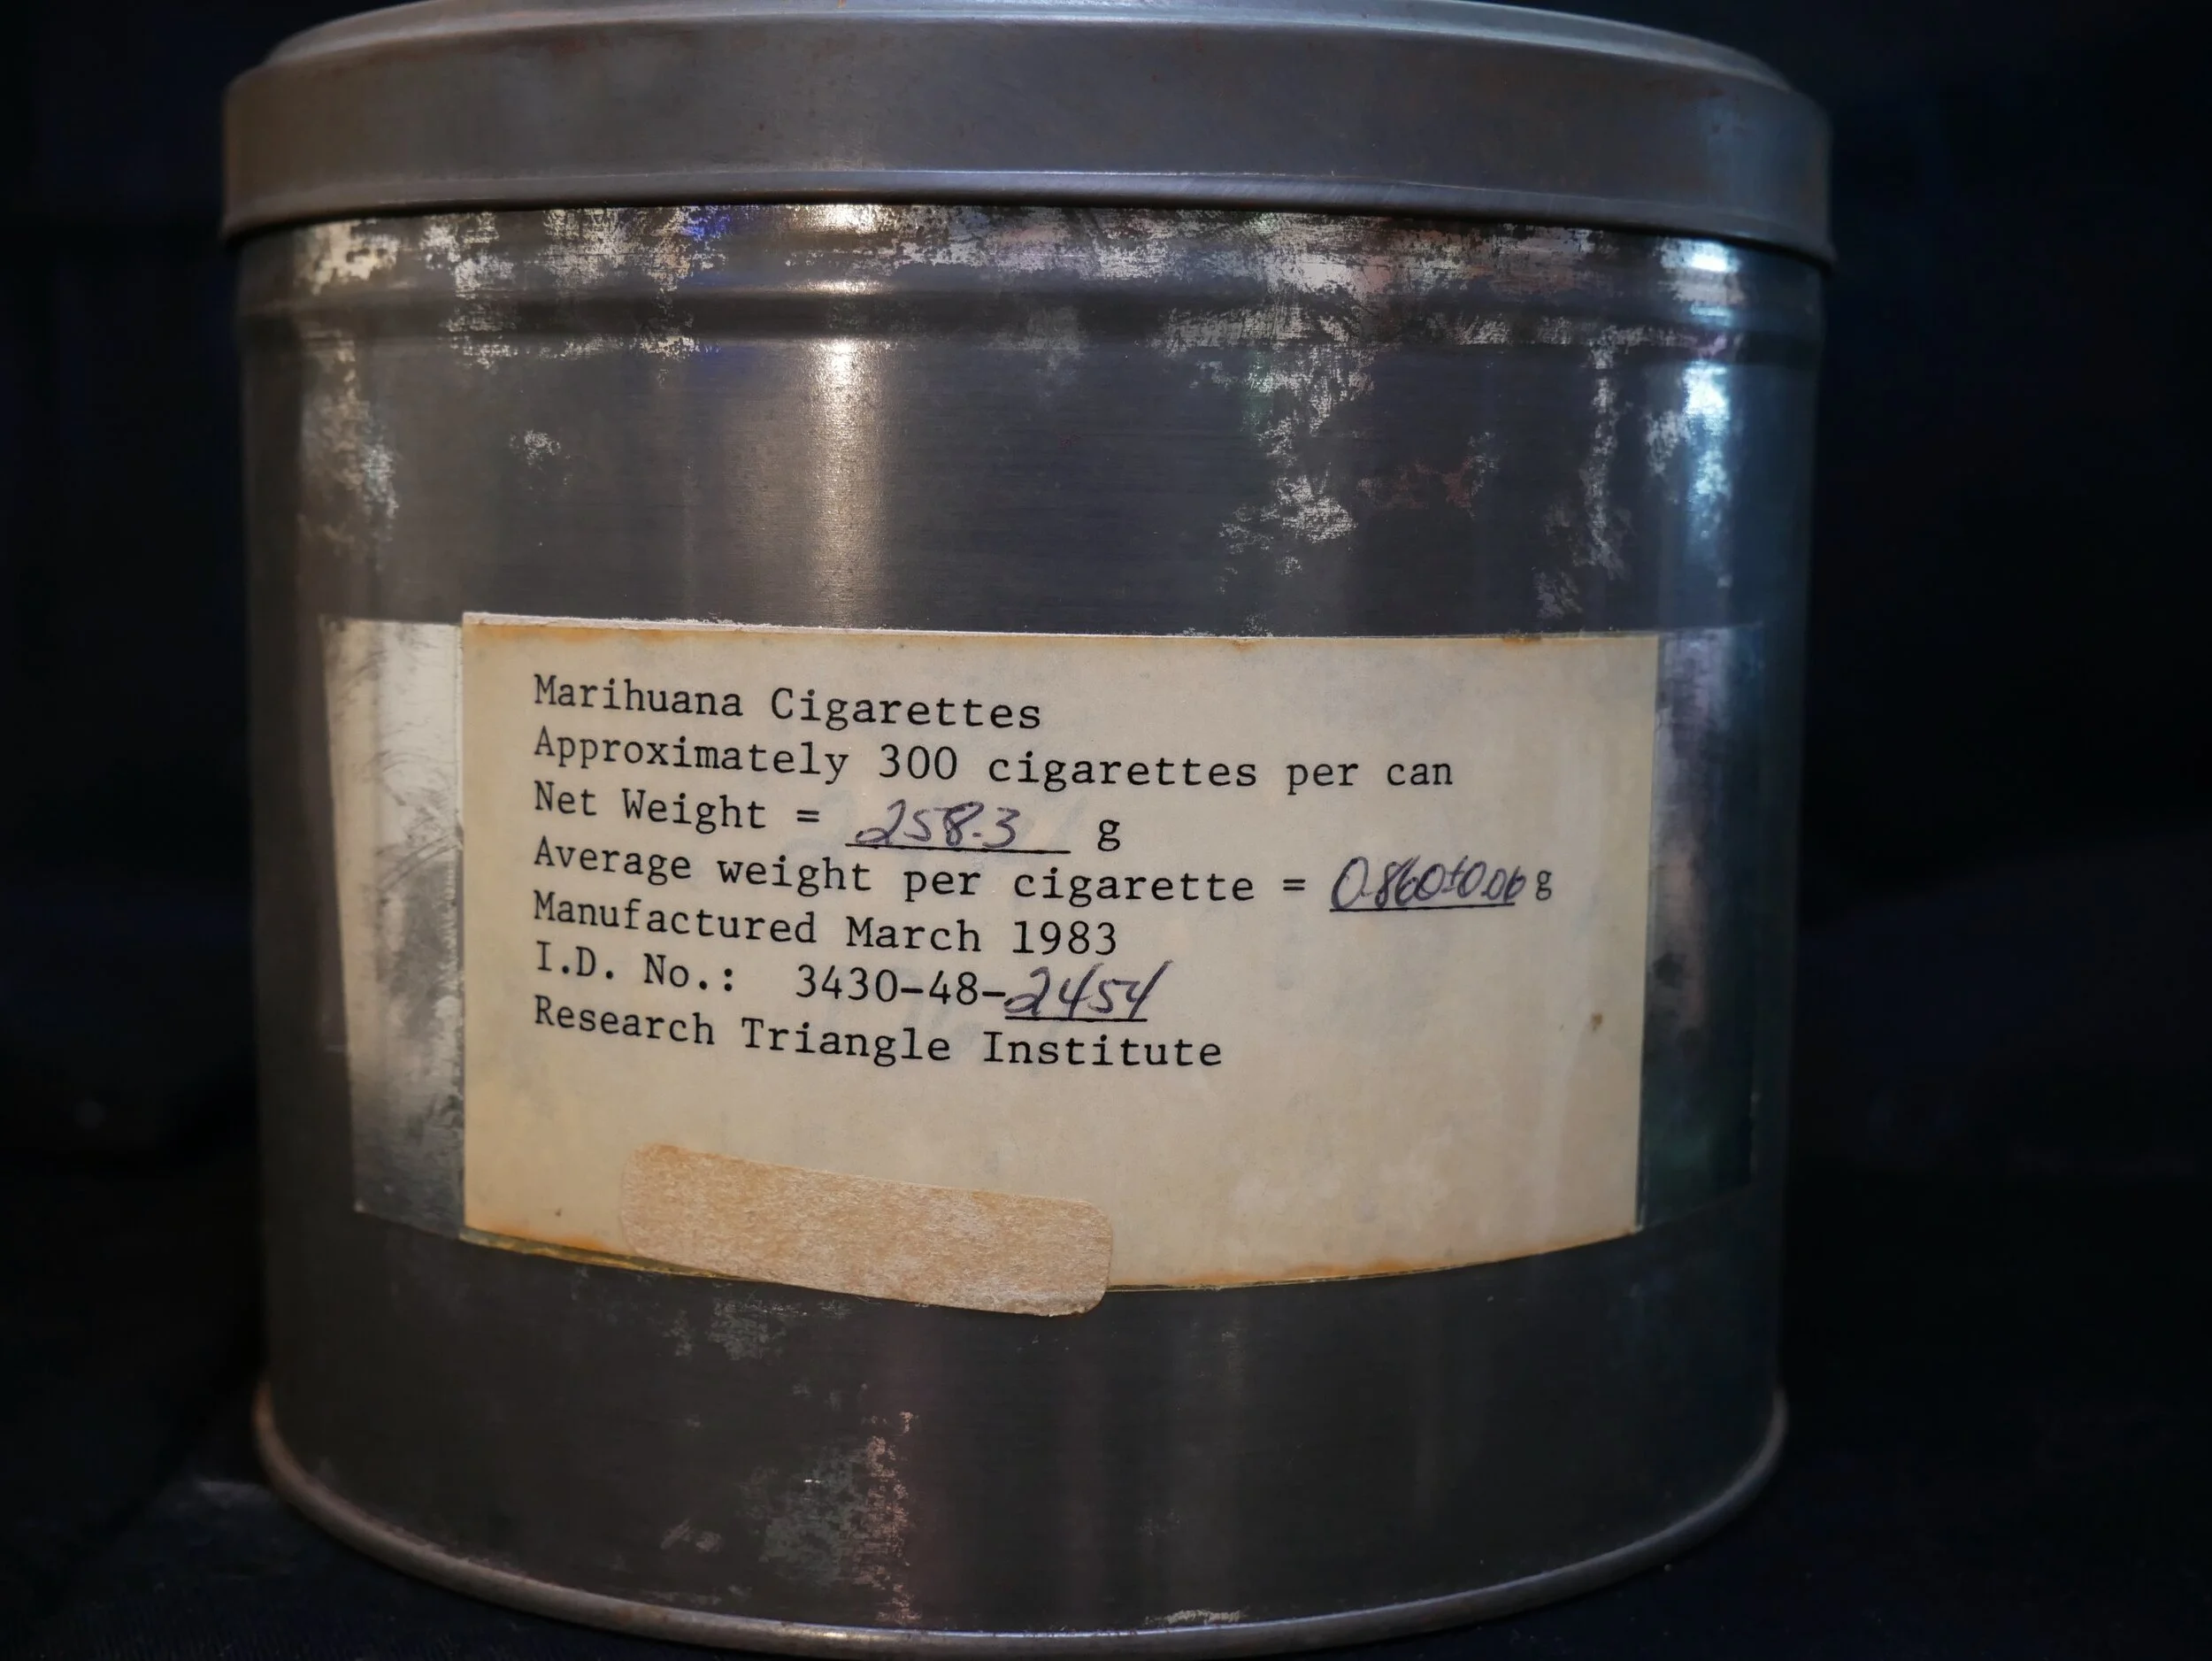 Marihuana Cigarettes
Approximately 300 cigarettes per can
Net Weight = 258.3 g
Average weight per cigarette = 0.860±0.06 g
Manufactured March 1983
I.D. No.: 3430-48-2454
Research Triangle Institute